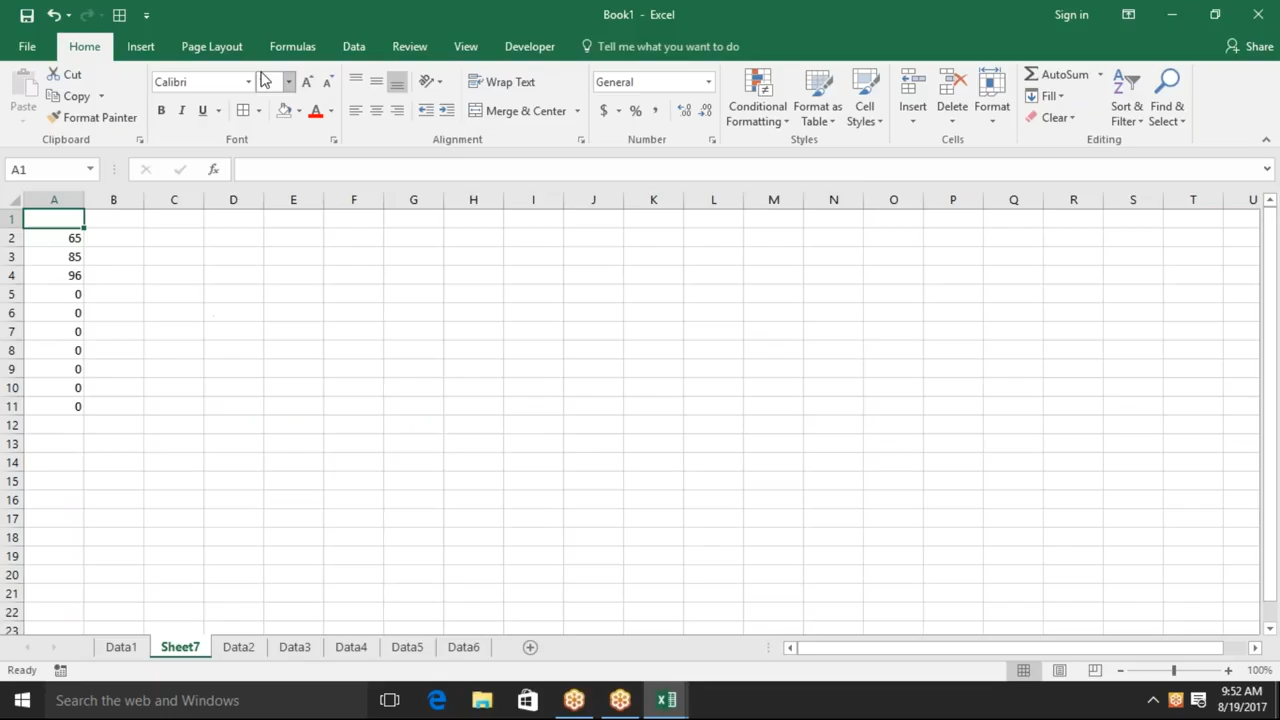 Book1 - Excel
Sign in
File Home Insert Page Layout Formulas Data Review View Developer Tell me what you want to do Share
Paste
Cut
Copy
Format Painter
Clipboard
Calibri
B I U
Font
Wrap Text
Merge & Center
Alignment
General
$ % ,
Number
Conditional Formatting
Format as Table
Cell Styles
Styles
Insert
Delete
Format
Cells
AutoSum
Fill
Clear
Sort & Filter
Find & Select
Editing
A1
fx
A B C D E F G H I J K L M N O P Q R S T U
1
2 65
3 85
4 96
5 0
6 0
7 0
8 0
9 0
10 0
11 0
12
13
14
15
16
17
18
19
20
21
22
23
Data1 Sheet7 Data2 Data3 Data4 Data5 Data6
Ready
100%
Search the web and Windows
9:52 AM
8/19/2017